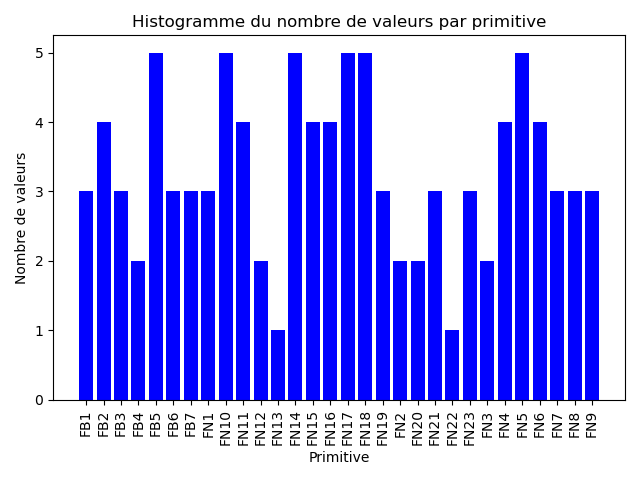 Histogramme du nombre de valeurs par primitive
Nombre de valeurs
5
4
3
2
1
0
FB1 FB2 FB3 FB4 FB5 FB6 FB7 FN1 FN10 FN11 FN12 FN13 FN14 FN15 FN16 FN17 FN18 FN19 FN2 FN20 FN21 FN22 FN23 FN3 FN4 FN5 FN6 FN7 FN8 FN9
Primitive